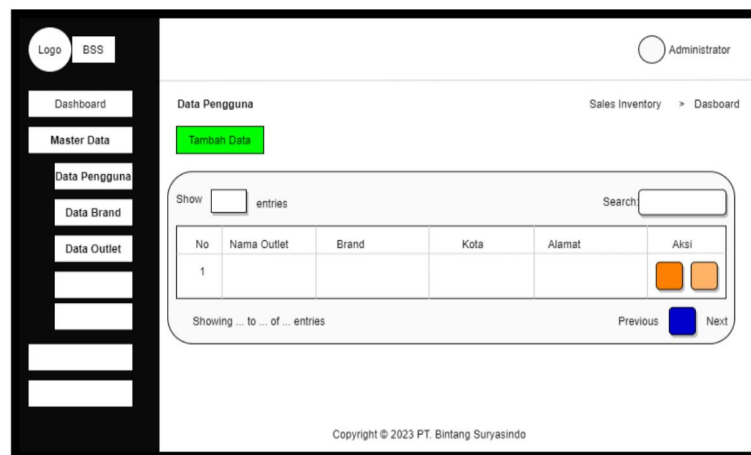 Logo BSS
Administrator
Dashboard
Data Pengguna
Sales Inventory > Dasboard
Master Data
Tambah Data
Data Pengguna
Data Brand
Data Outlet
Show entries
Search:
No Nama Outlet Brand Kota Alamat Aksi
1
Showing ... to ... of ... entries
Previous Next
Copyright © 2023 PT. Bintang Suryasindo